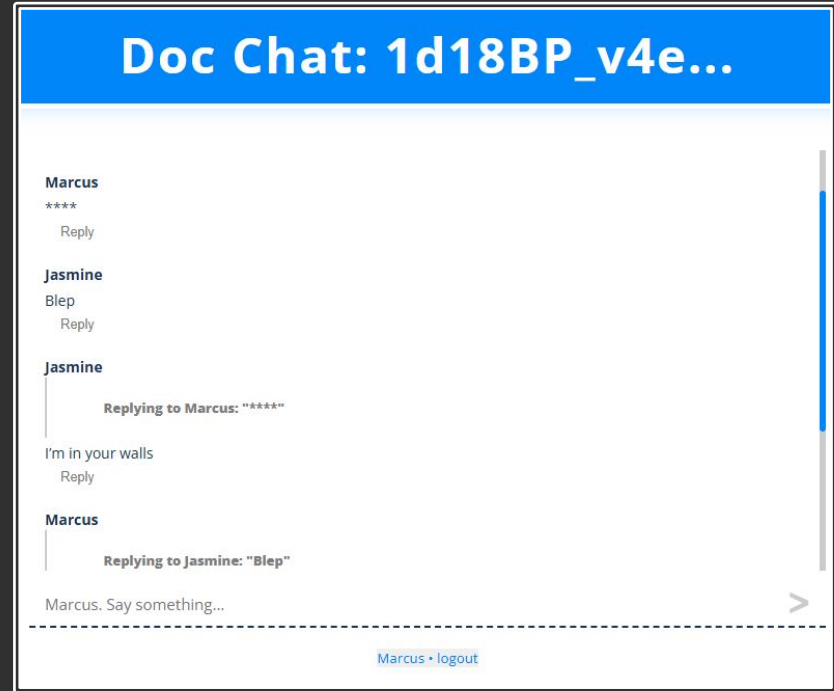 Doc Chat: 1d18BP_v4e...
Marcus
****
Reply
Jasmine
Blep
Reply
Jasmine
Replying to Marcus: "****"
I'm in your walls
Reply
Marcus
Replying to Jasmine: "Blep"
Marcus. Say something...
>
Marcus • logout